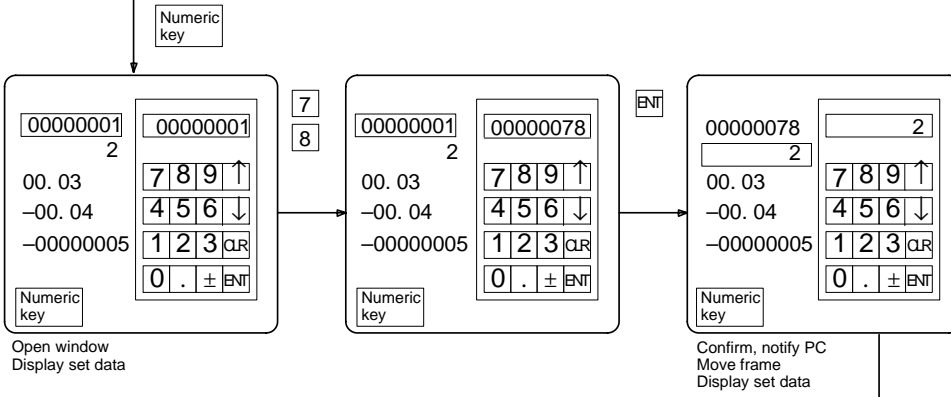 Numeric
key
00000001
2
00. 03
–00. 04
–00000005
Numeric
key
00000001
7 8 9 ↑
4 5 6 ↓
1 2 3 CLR
0 . ± ENT
Open window
Display set data
7
8
00000001
2
00. 03
–00. 04
–00000005
Numeric
key
00000078
7 8 9 ↑
4 5 6 ↓
1 2 3 CLR
0 . ± ENT
ENT
00000078
2
00. 03
–00. 04
–00000005
Numeric
key
2
7 8 9 ↑
4 5 6 ↓
1 2 3 CLR
0 . ± ENT
Confirm, notify PC
Move frame
Display set data